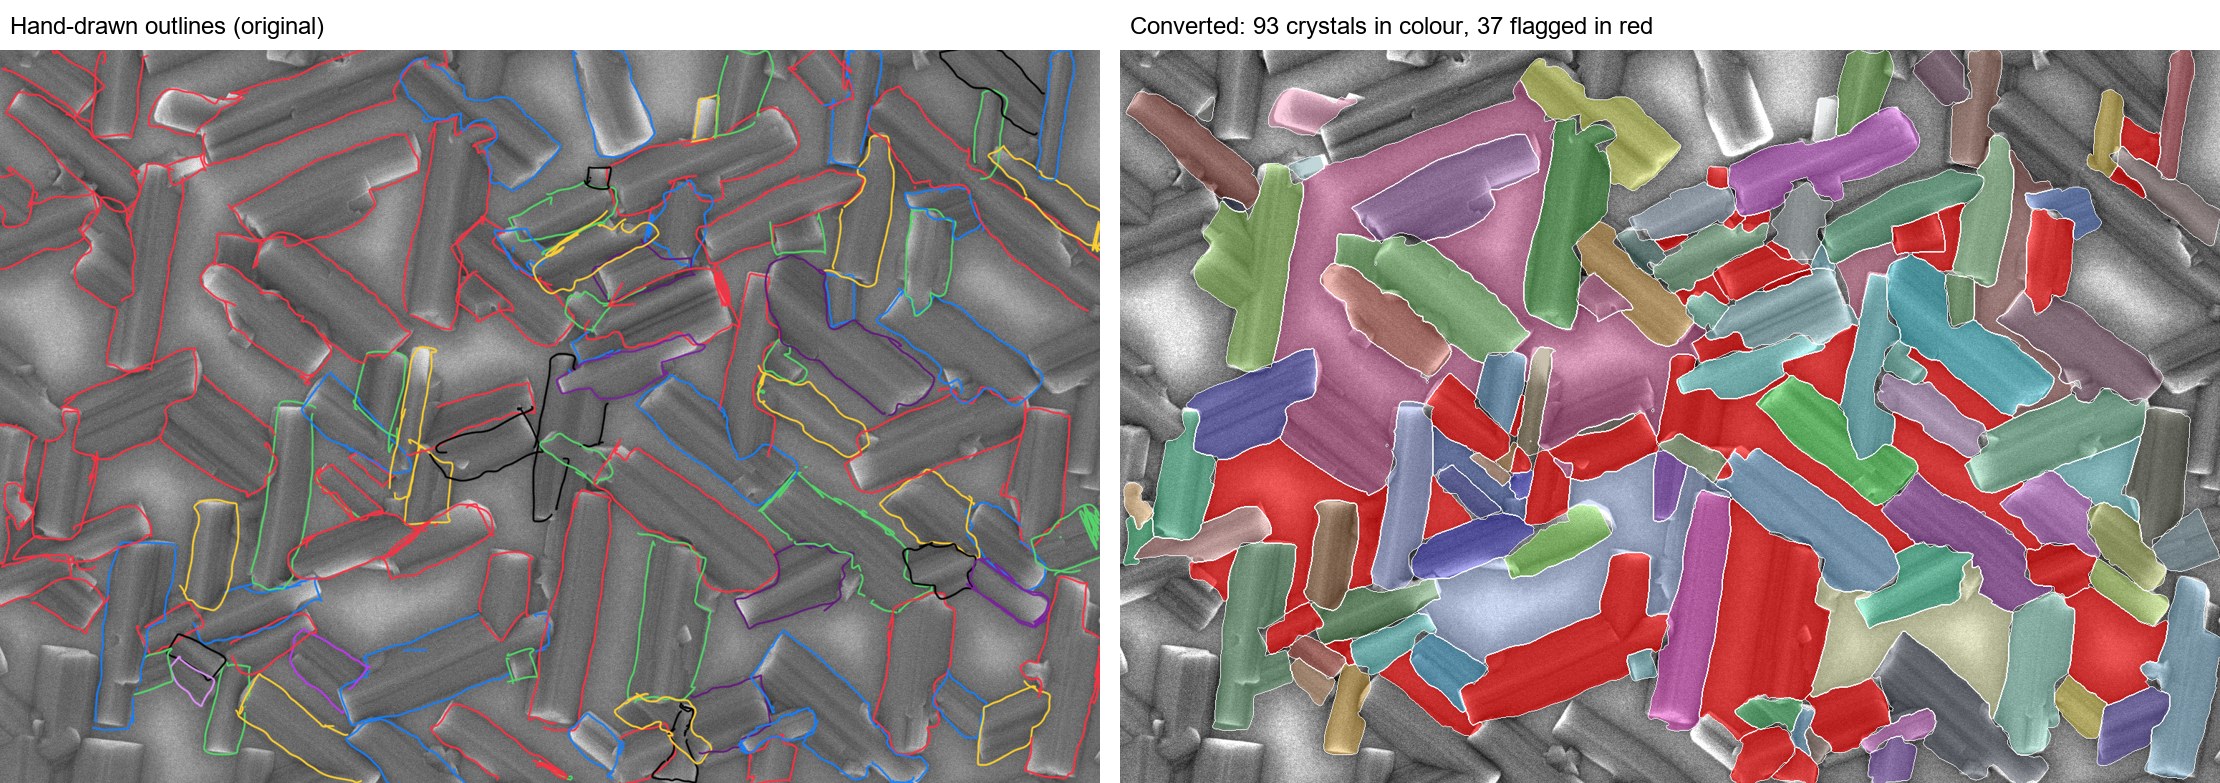 Hand-drawn outlines (original)
Converted: 93 crystals in colour, 37 flagged in red